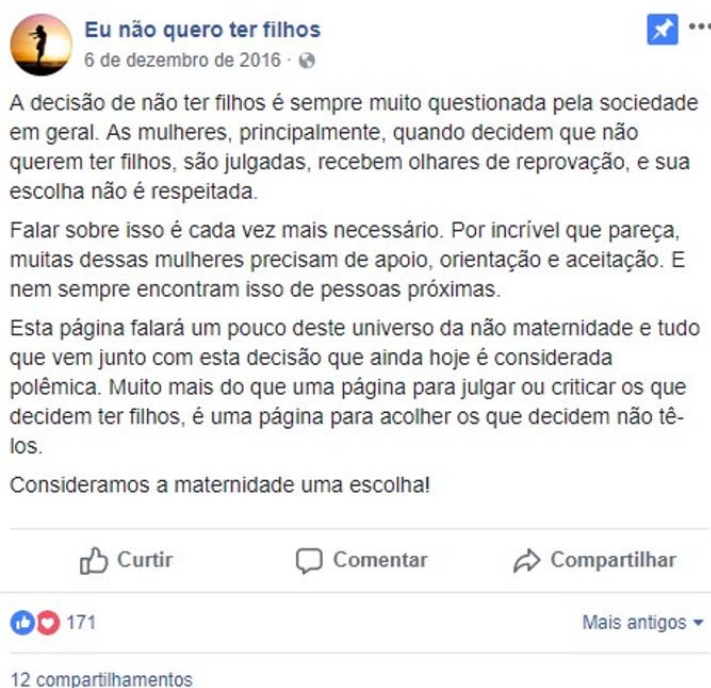 Eu não quero ter filhos
6 de dezembro de 2016 ·
A decisão de não ter filhos é sempre muito questionada pela sociedade
em geral. As mulheres, principalmente, quando decidem que não
querem ter filhos, são julgadas, recebem olhares de reprovação, e sua
escolha não é respeitada.
Falar sobre isso é cada vez mais necessário. Por incrível que pareça,
muitas dessas mulheres precisam de apoio, orientação e aceitação. E
nem sempre encontram isso de pessoas próximas.
Esta página falará um pouco deste universo da não maternidade e tudo
que vem junto com esta decisão que ainda hoje é considerada
polêmica. Muito mais do que uma página para julgar ou criticar os que
decidem ter filhos, é uma página para acolher os que decidem não tê-
los.
Consideramos a maternidade uma escolha!
Curtir Comentar Compartilhar
171 Mais antigos
12 compartilhamentos